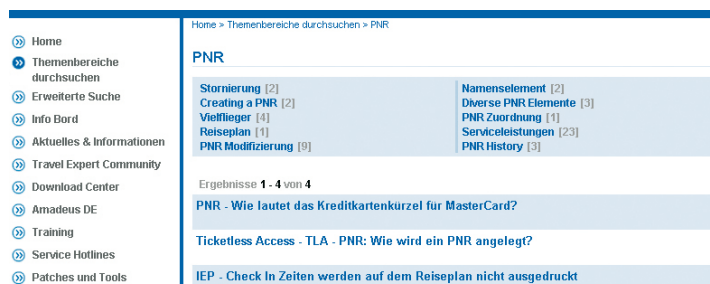 Home > Themenbereiche durchsuchen > PNR
Home
Themenbereiche
durchsuchen
Erweiterte Suche
Info Bord
Aktuelles & Informationen
Travel Expert Community
Download Center
Amadeus DE
Training
Service Hotlines
Patches und Tools
PNR
Stornierung [2]
Creating a PNR [2]
Vielflieger [4]
Reiseplan [1]
PNR Modifizierung [9]
Namenselement [2]
Diverse PNR Elemente [3]
PNR Zuordnung [1]
Serviceleistungen [23]
PNR History [3]
Ergebnisse 1 - 4 von 4
PNR - Wie lautet das Kreditkartenkürzel für MasterCard?
Ticketless Access - TLA - PNR: Wie wird ein PNR angelegt?
IEP - Check In Zeiten werden auf dem Reiseplan nicht ausgedruckt